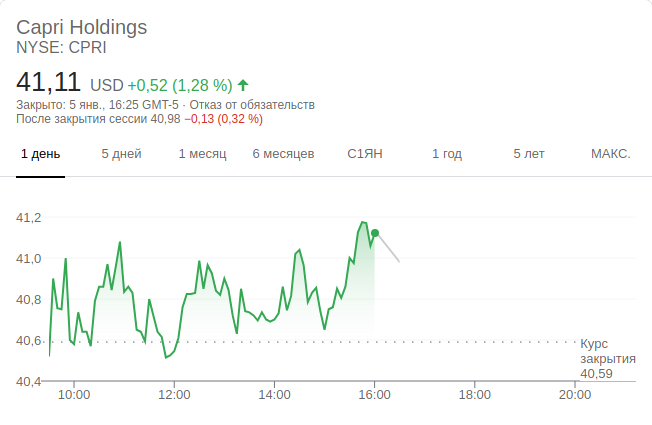 Capri Holdings
NYSE: CPRI
41,11 USD +0,52 (1,28 %)
Закрыто: 5 янв., 16:25 GMT-5 · Отказ от обязательств
После закрытия сессии 40,98 −0,13 (0,32 %)
1 день 5 дней 1 месяц 6 месяцев С1ЯН 1 год 5 лет МАКС.
41,2
41,0
40,8
40,6
Курс
закрытия
40,59
40,4
10:00 12:00 14:00 16:00 18:00 20:00